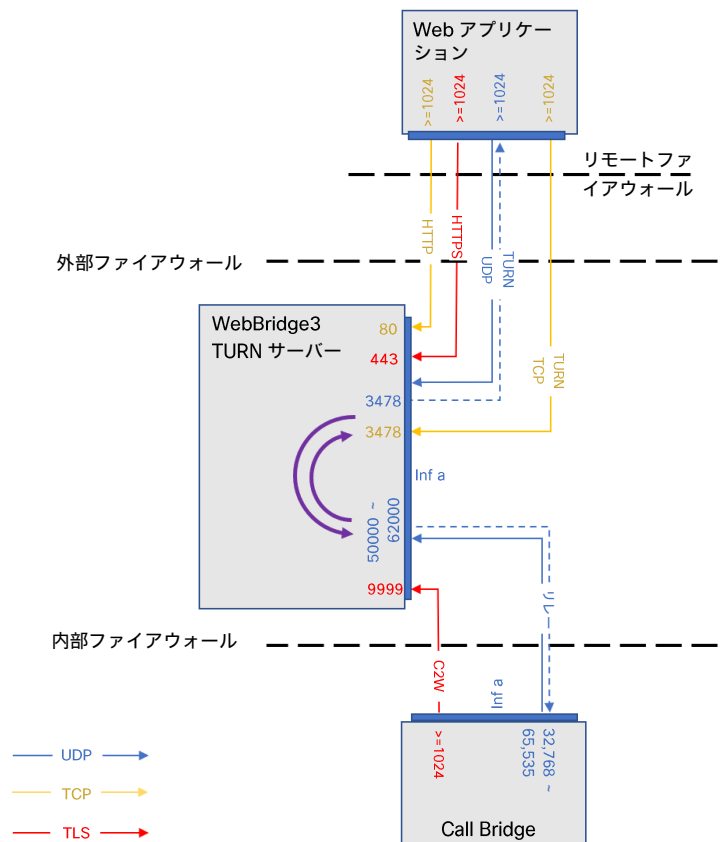 Web アプリケー
ション
>=1024
>=1024
>=1024
>=1024
リモートファ
イアウォール
HTTP
HTTPS
UDP
TURN
外部ファイアウォール
WebBridge3
TURN サーバー
80
443
3478
3478
TCP
TURN
Inf a
50000 ~
62000
9999
リレー
内部ファイアウォール
C2W
Inf a
>=1024
32,768 ~
65,535
UDP
TCP
TLS
Call Bridge